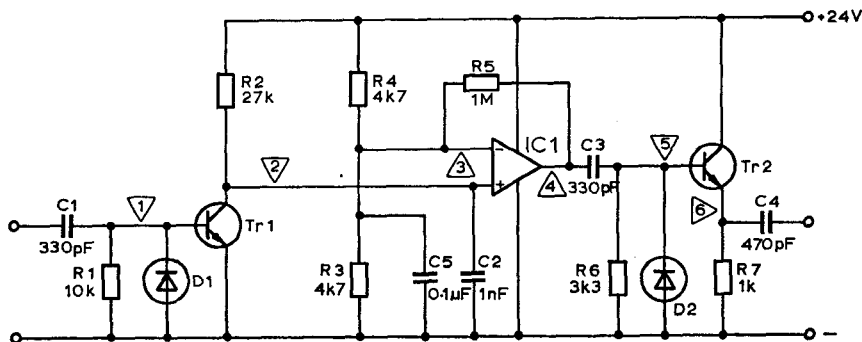 +24V
R2
27k
R4
4k7
R5
1M
IC1
C3
330pF
5
Tr2
2
3
4
C1
330pF
1
Tr1
6
C4
470pF
R1
10k
D1
R3
4k7
C5
0·1µF
C2
1nF
R6
3k3
D2
R7
1k
−
+
−